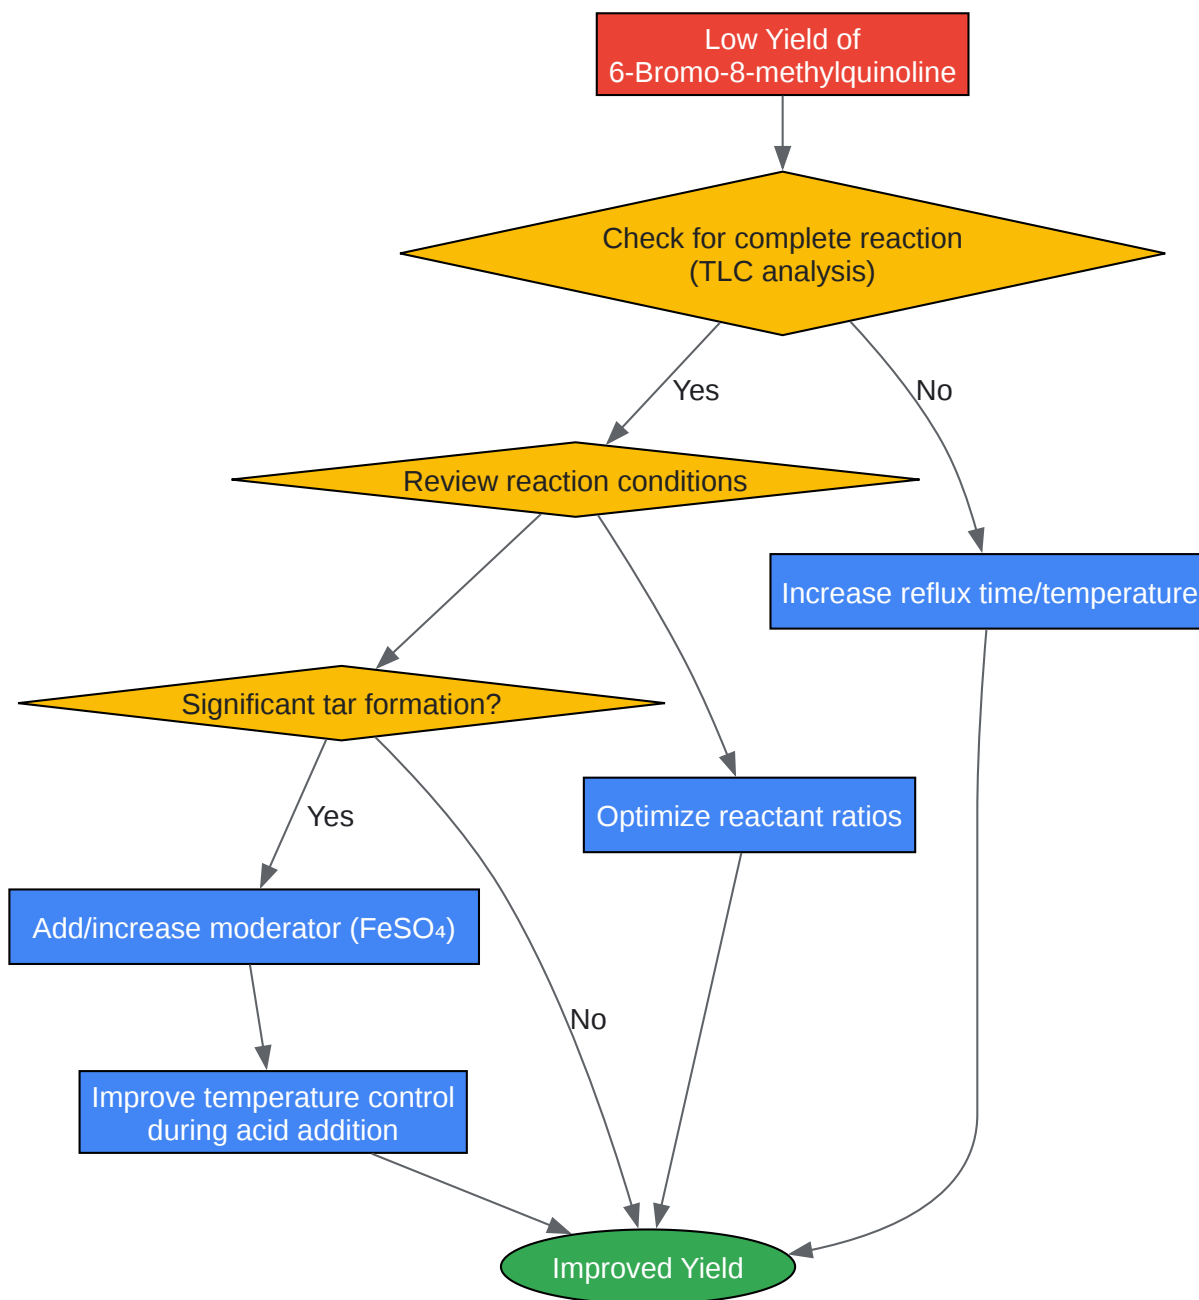 Low Yield of
6-Bromo-8-methylquinoline
Check for complete reaction
(TLC analysis)
Yes
No
Review reaction conditions
Increase reflux time/temperature
Significant tar formation?
Yes
Optimize reactant ratios
Add/increase moderator (FeSO₄)
No
Improve temperature control
during acid addition
Improved Yield